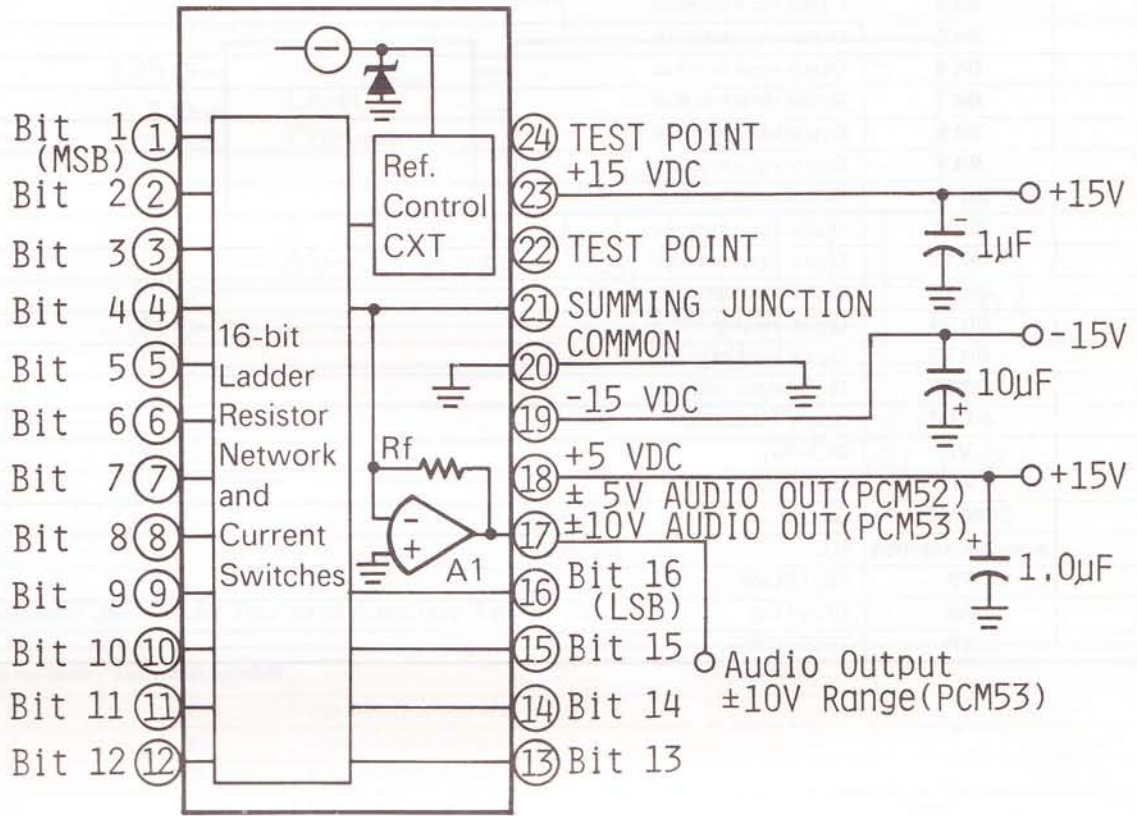 Bit 1 (MSB)
1
Bit 2
2
Bit 3
3
Bit 4
4
Bit 5
5
Bit 6
6
Bit 7
7
Bit 8
8
Bit 9
9
Bit 10
10
Bit 11
11
Bit 12
12
16-bit
Ladder
Resistor
Network
and
Current
Switches
Ref.
Control
CXT
Rf
-
+
A1
24
TEST POINT
23
+15 VDC
22
TEST POINT
21
SUMMING JUNCTION
20
COMMON
19
-15 VDC
18
+5 VDC
± 5V AUDIO OUT(PCM52)
17
±10V AUDIO OUT(PCM53)
16
Bit 16
(LSB)
15
Bit 15
14
Bit 14
13
Bit 13
+15V
-
1µF
-15V
10µF
+
+15V
+
1.0µF
Audio Output
±10V Range(PCM53)